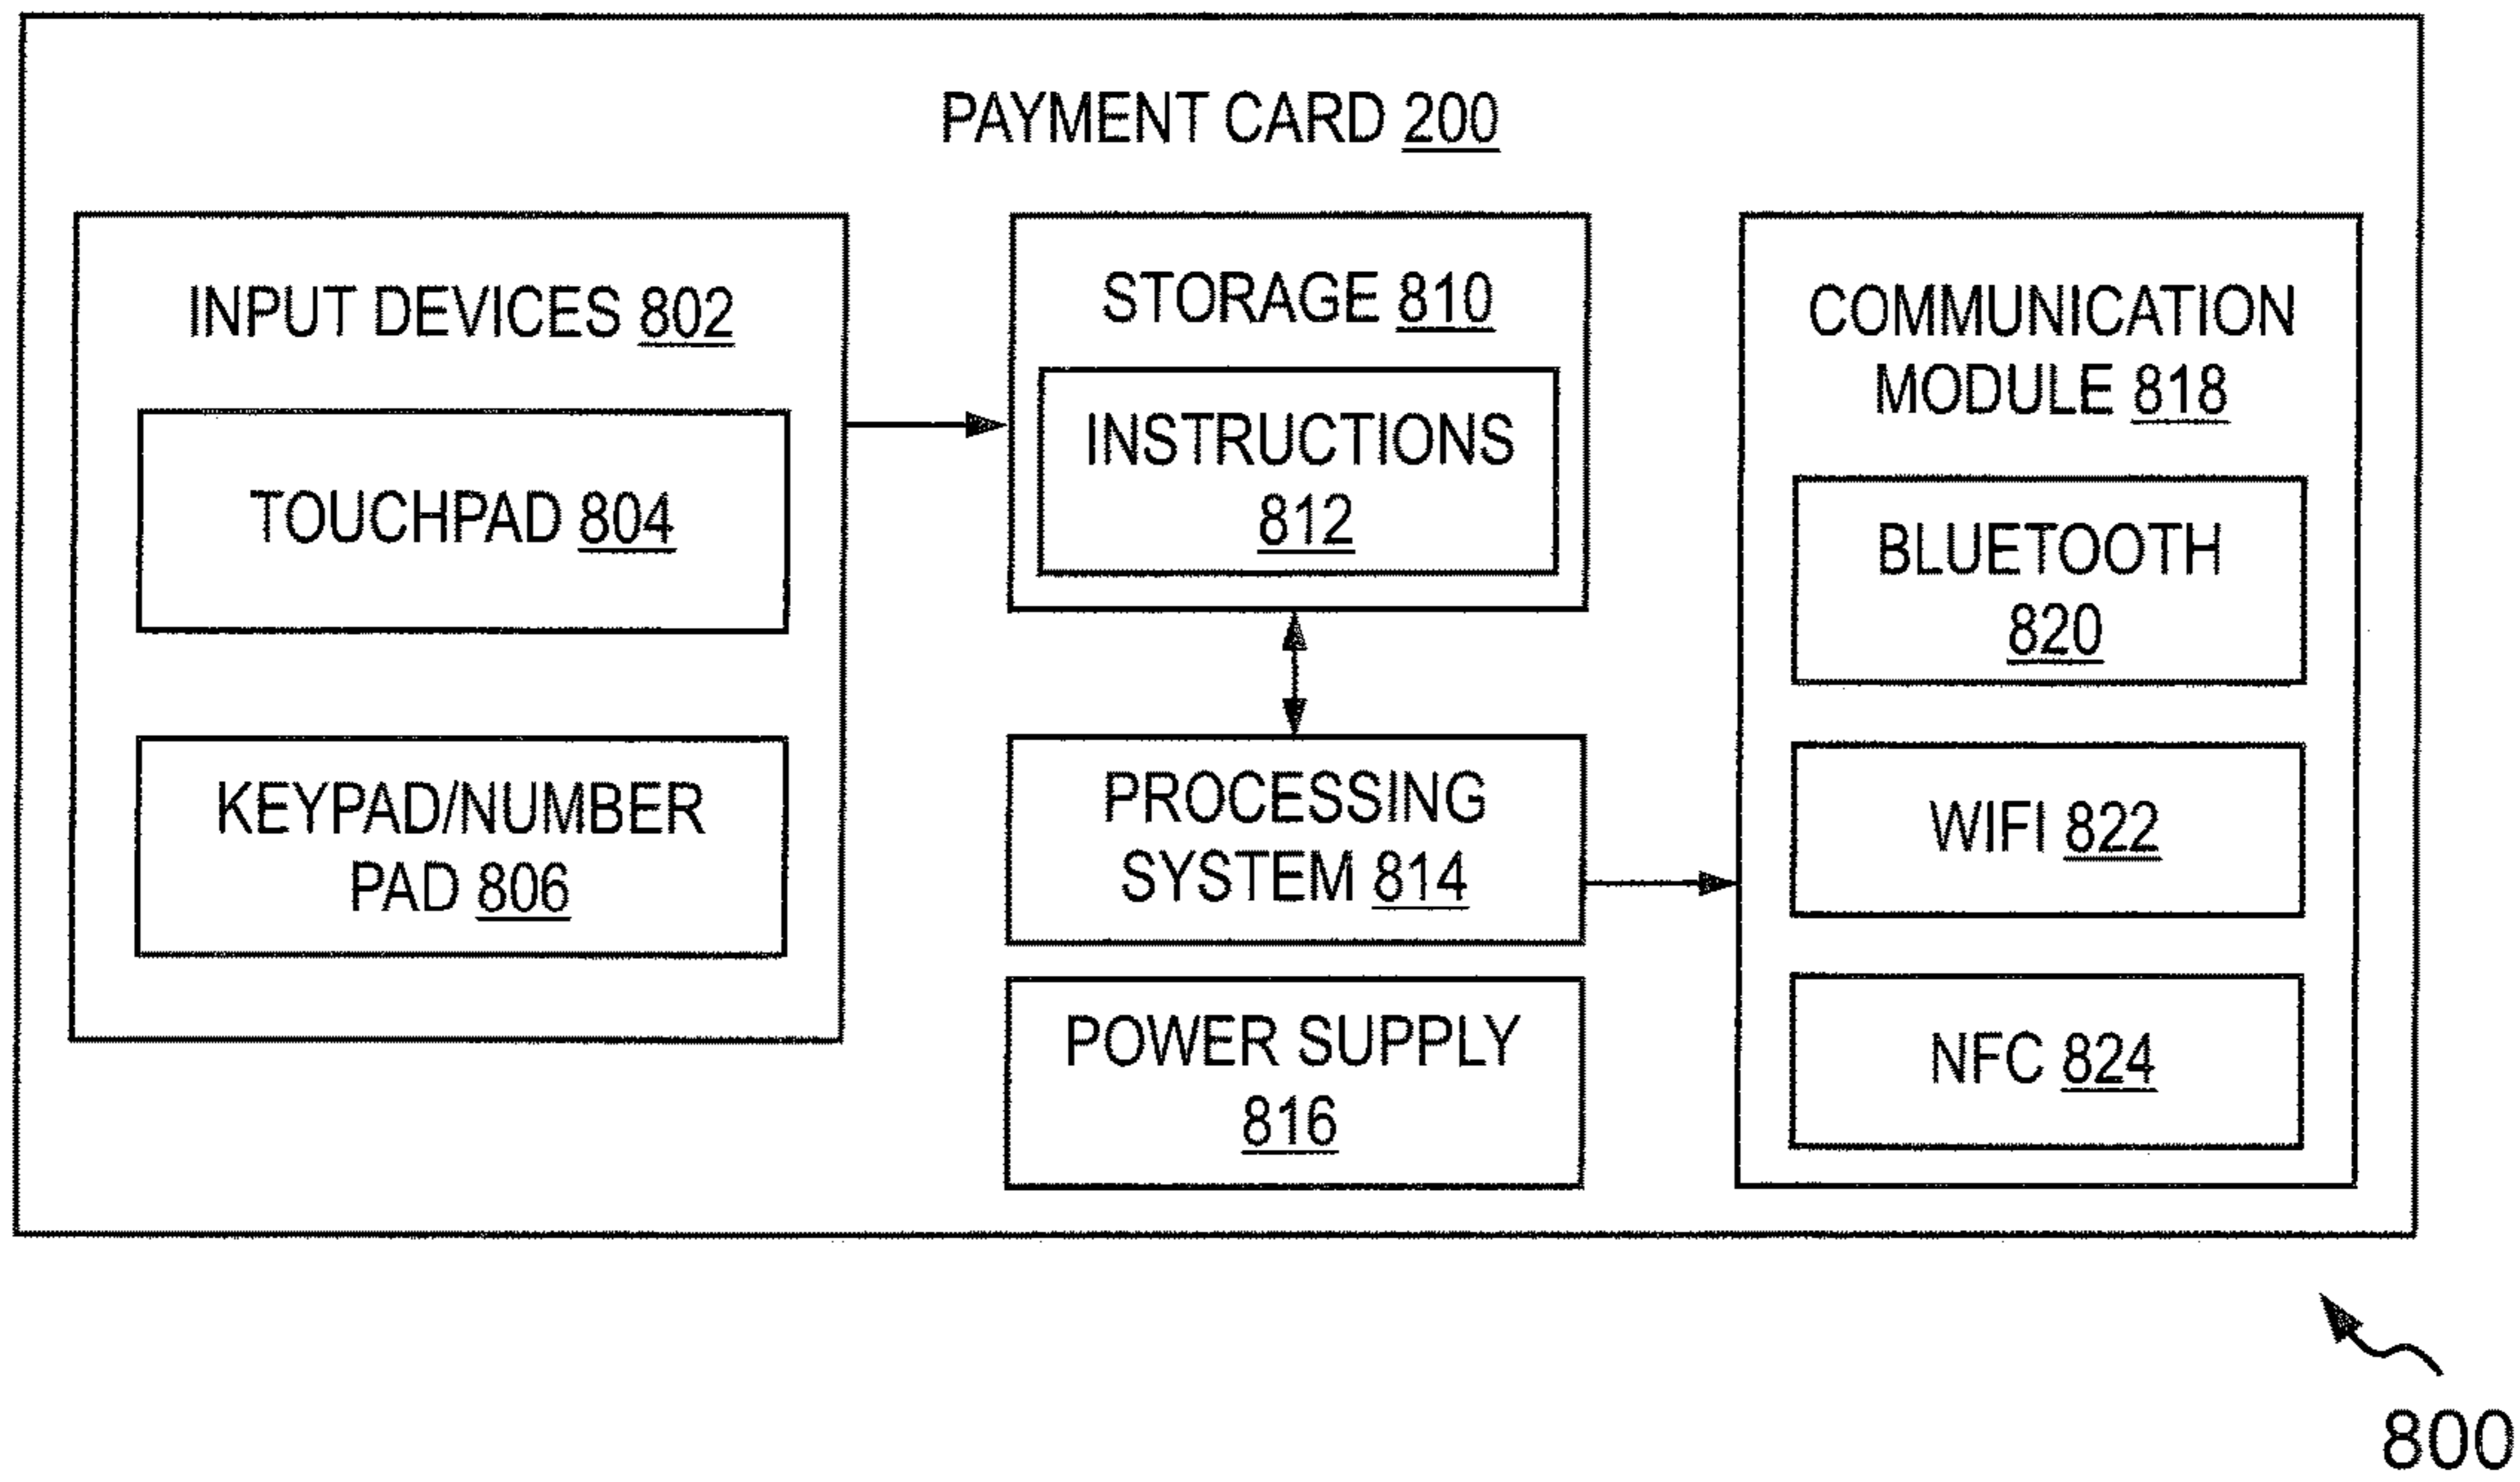 PAYMENT CARD 200
INPUT DEVICES 802
TOUCHPAD 804
KEYPAD/NUMBER
PAD 806
STORAGE 810
INSTRUCTIONS
812
PROCESSING
SYSTEM 814
POWER SUPPLY
816
COMMUNICATION
MODULE 818
BLUETOOTH
820
WIFI 822
NFC 824
800